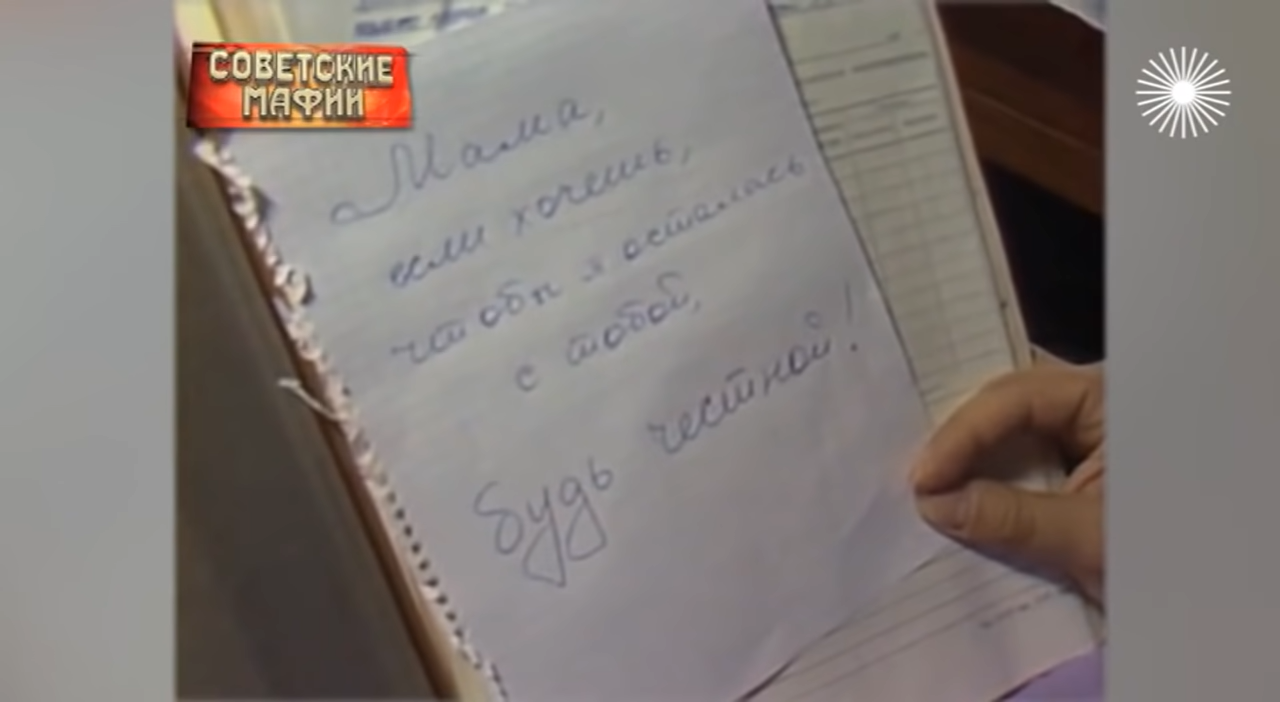 СОВЕТСКИЕ
МАФИИ
Мама,
если хочешь,
чтобы я осталась
с тобой,
будь честной!